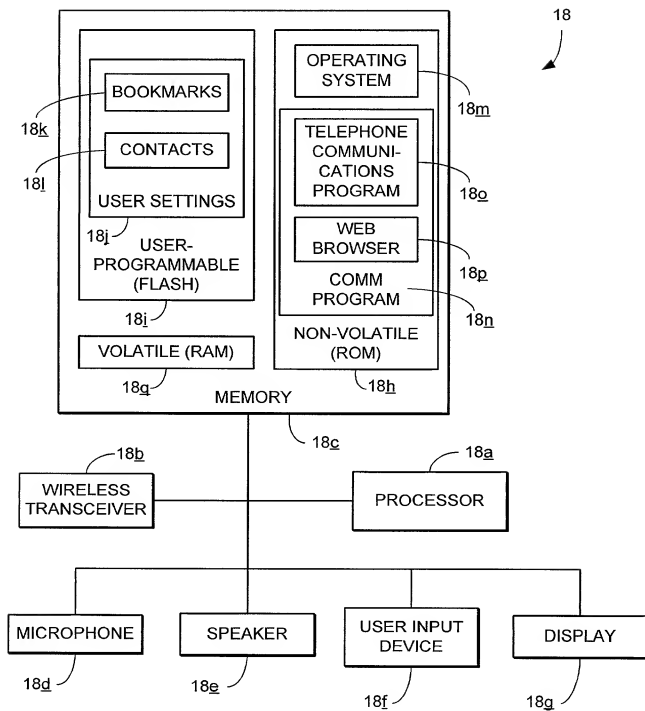 18
OPERATING
SYSTEM
18m
BOOKMARKS
18k
CONTACTS
18l
USER SETTINGS
18j
USER-
PROGRAMMABLE
(FLASH)
18i
TELEPHONE
COMMUNI-
CATIONS
PROGRAM
18o
WEB
BROWSER
18p
COMM
PROGRAM
18n
NON-VOLATILE
(ROM)
18h
VOLATILE (RAM)
18q
MEMORY
18c
18b
WIRELESS
TRANSCEIVER
18a
PROCESSOR
MICROPHONE
18d
SPEAKER
18e
USER INPUT
DEVICE
18f
DISPLAY
18g